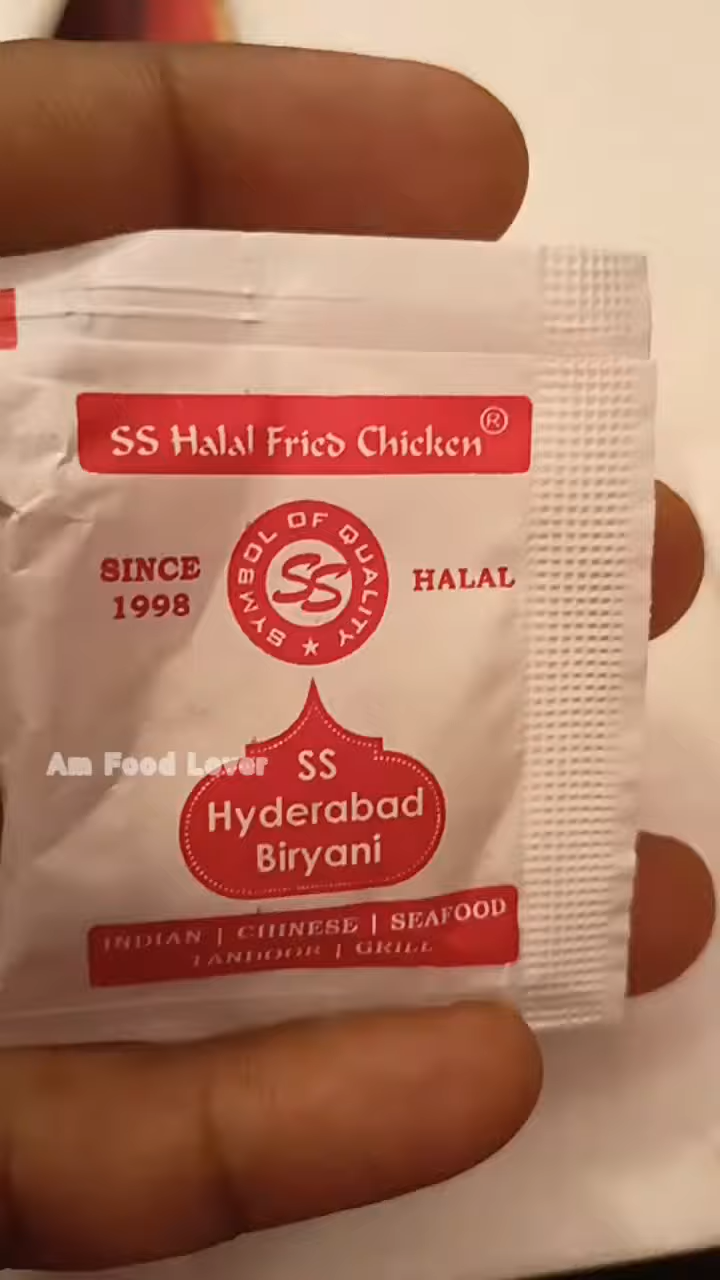 SS Halal Fried Chicken®
SYMBOL OF QUALITY
SS
SINCE
1998
HALAL
Am Food Lover
SS
Hyderabad
Biryani
INDIAN | CHINESE | SEAFOOD
TANDOOR | GRILL